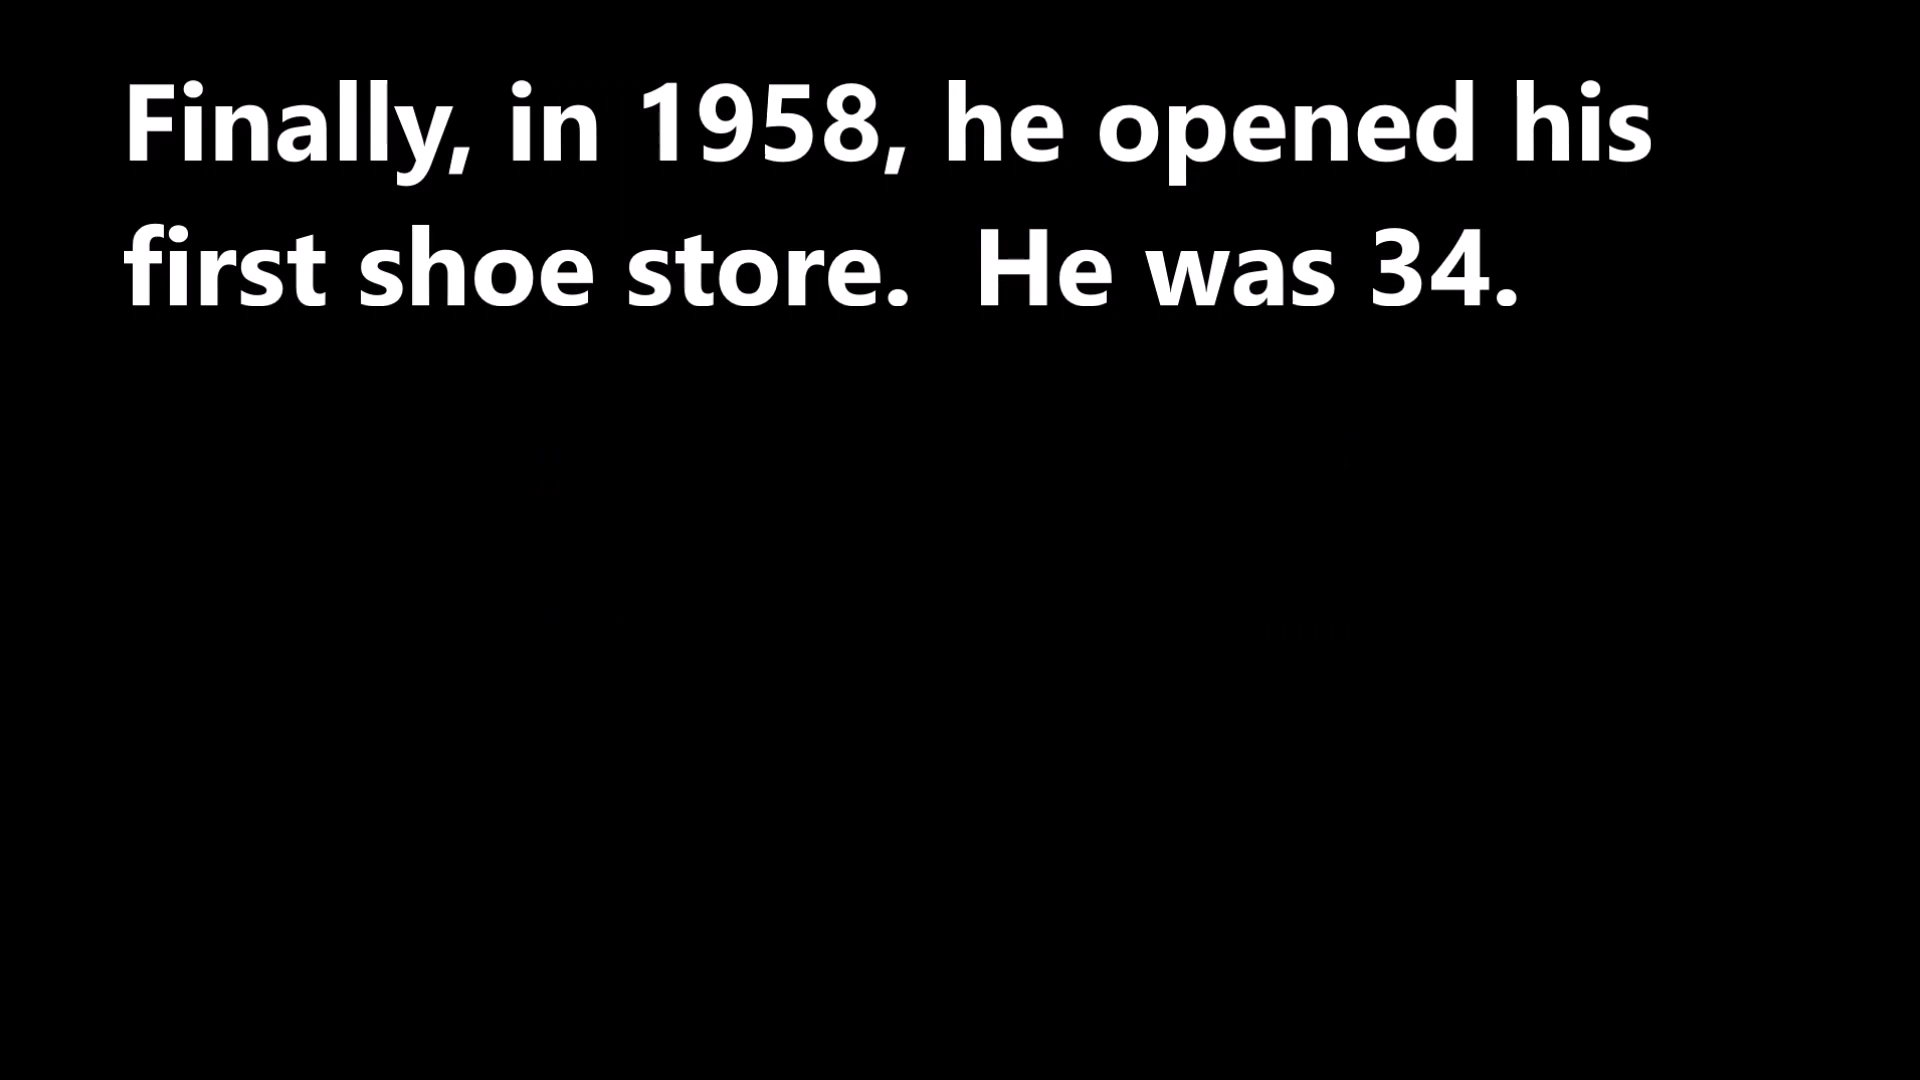 Finally, in 1958, he opened his
first shoe store.  He was 34.